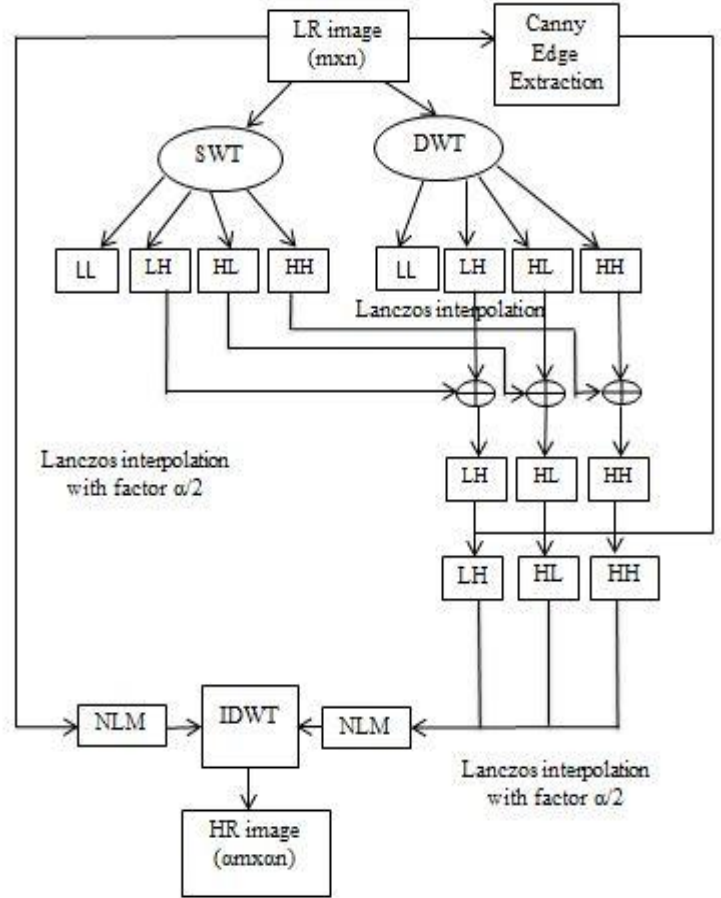 LR image
(mxn)
Canny
Edge
Extraction
SWT
DWT
LL
LH
HL
HH
LL
LH
HL
HH
Lanczos interpolation
Lanczos interpolation
with factor α/2
LH
HL
HH
LH
HL
HH
NLM
IDWT
NLM
Lanczos interpolation
with factor α/2
HR image
(αmxαn)